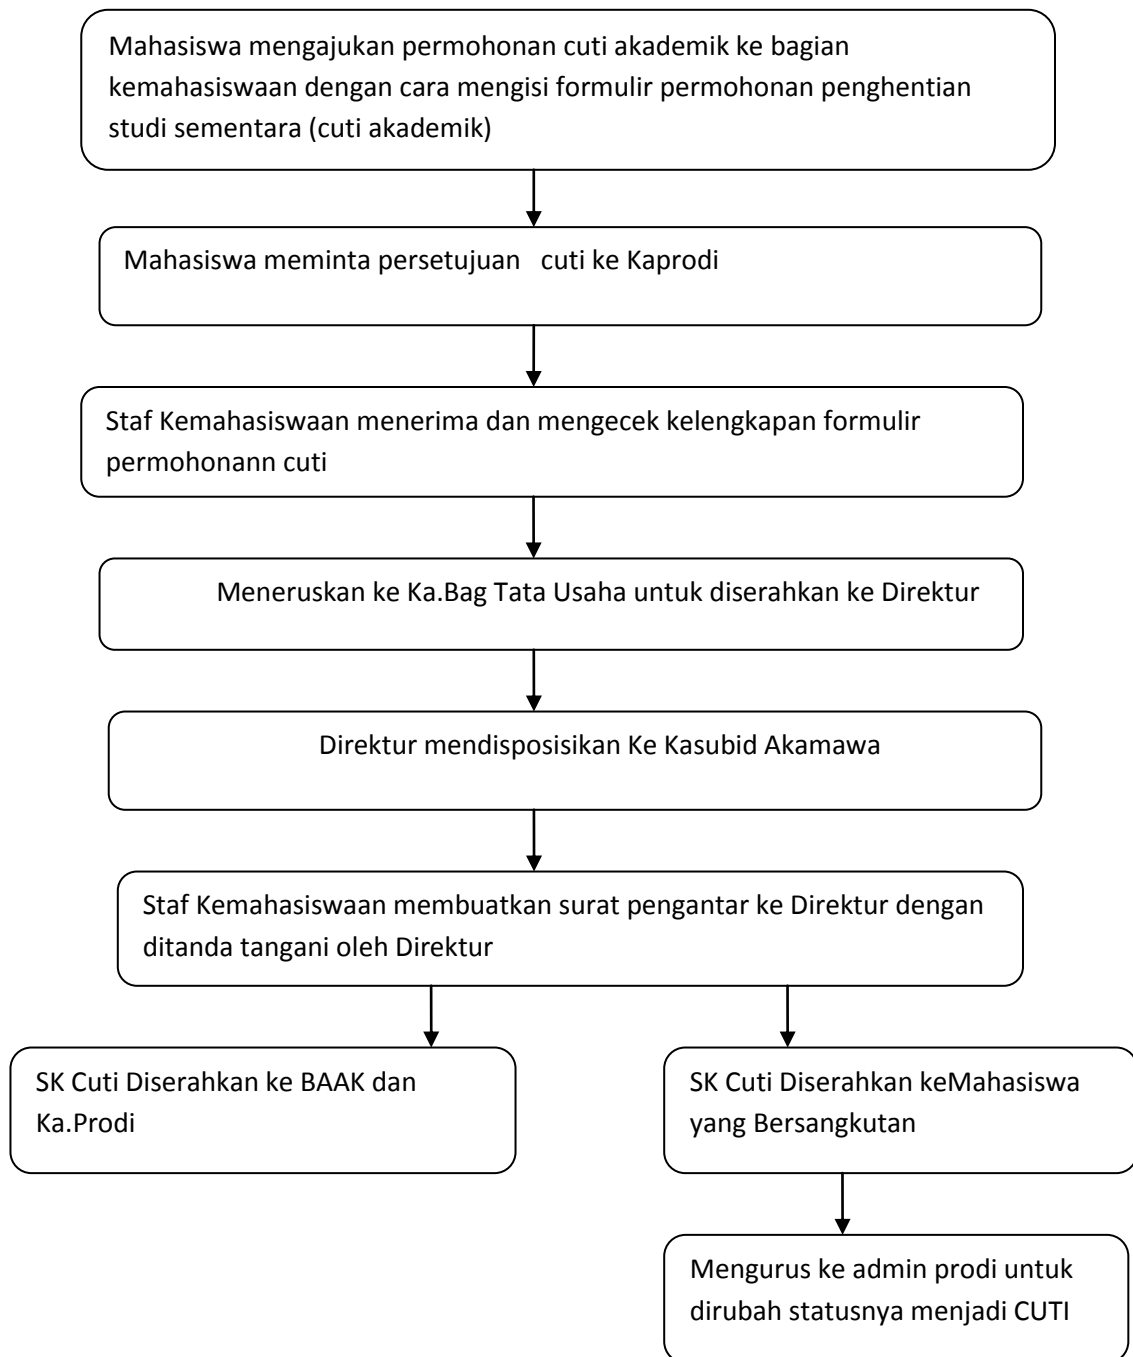 Mahasiswa mengajukan permohonan cuti akademik ke bagian
kemahasiswaan dengan cara mengisi formulir permohonan penghentian
studi sementara (cuti akademik)
Mahasiswa meminta persetujuan cuti ke Kaprodi
Staf Kemahasiswaan menerima dan mengecek kelengkapan formulir
permohonann cuti
Meneruskan ke Ka.Bag Tata Usaha untuk diserahkan ke Direktur
Direktur mendisposisikan Ke Kasubid Akamawa
Staf Kemahasiswaan membuatkan surat pengantar ke Direktur dengan
ditanda tangani oleh Direktur
SK Cuti Diserahkan ke BAAK dan
Ka.Prodi
SK Cuti Diserahkan keMahasiswa
yang Bersangkutan
Mengurus ke admin prodi untuk
dirubah statusnya menjadi CUTI